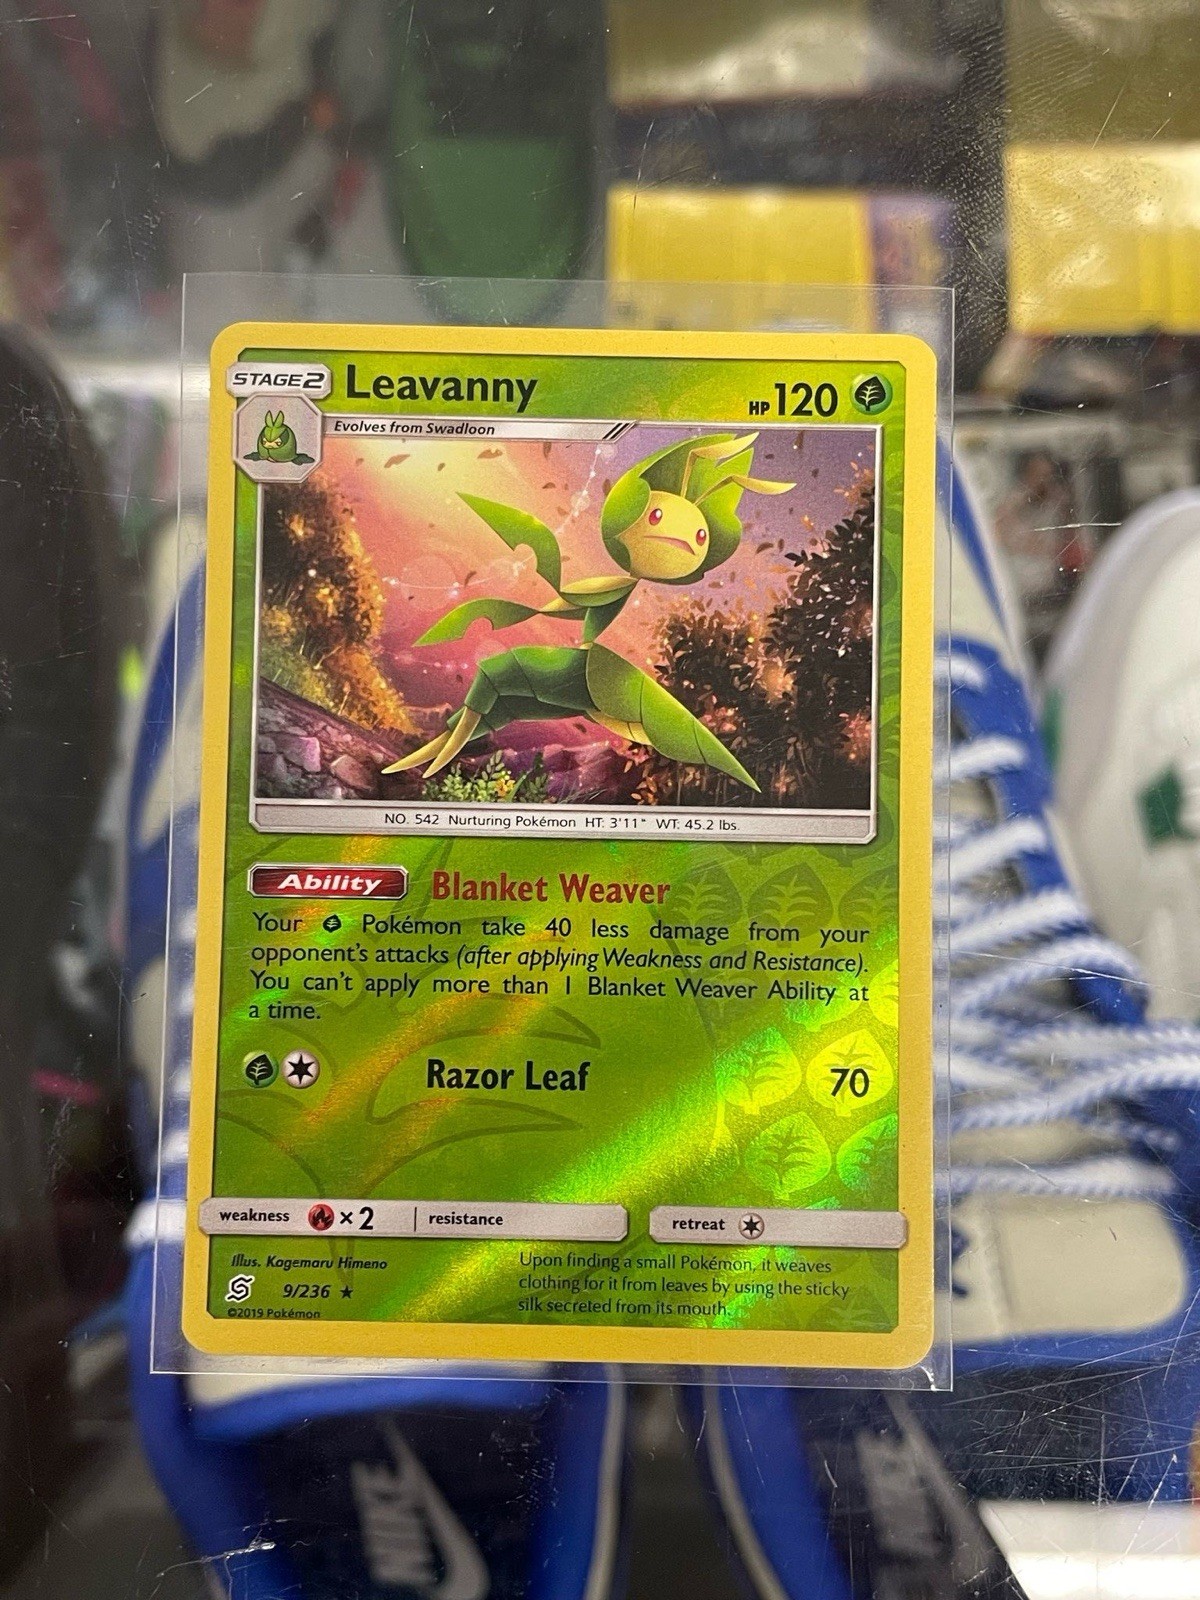 STAGE2 Leavanny HP 120
Evolves from Swadloon
NO. 542 Nurturing Pokémon HT: 3'11" WT: 45.2 lbs.
Ability Blanket Weaver
Your Pokémon take 40 less damage from your
opponent's attacks (after applying Weakness and Resistance).
You can't apply more than 1 Blanket Weaver Ability at
a time.
Razor Leaf 70
weakness ×2 resistance retreat
Illus. Kagemaru Himeno
9/236 ★
©2019 Pokémon
Upon finding a small Pokémon, it weaves
clothing for it from leaves by using the sticky
silk secreted from its mouth.
NIKE